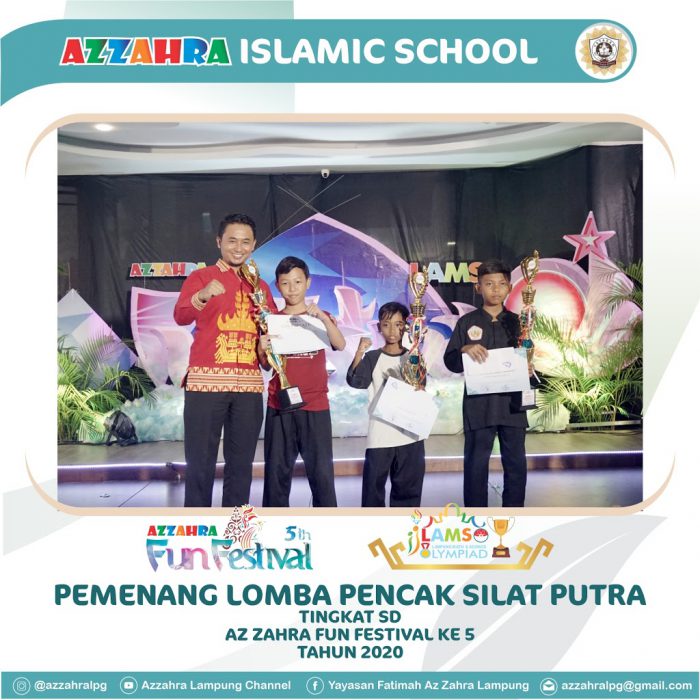 AZZAHRA ISLAMIC SCHOOL
AZZAHRA
LAMS
AZZAHRA 5th
Fun Festival
LAMSO
OLYMPIAD
PEMENANG LOMBA PENCAK SILAT PUTRA
TINGKAT SD
AZ ZAHRA FUN FESTIVAL KE 5
TAHUN 2020
@azzahralpg Azzahra Lampung Channel Yayasan Fatimah Az Zahra Lampung azzahralpg@gmail.com